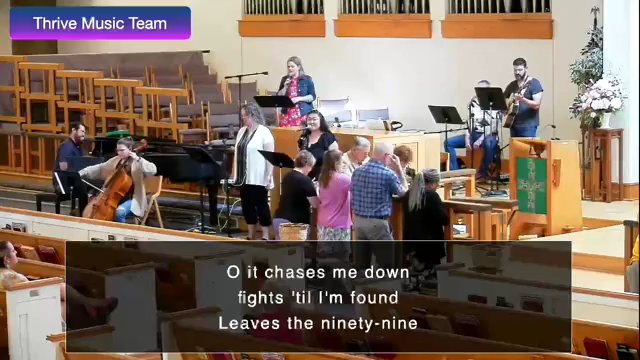 Thrive Music Team
O it chases me down
fights 'til I'm found
Leaves the ninety-nine